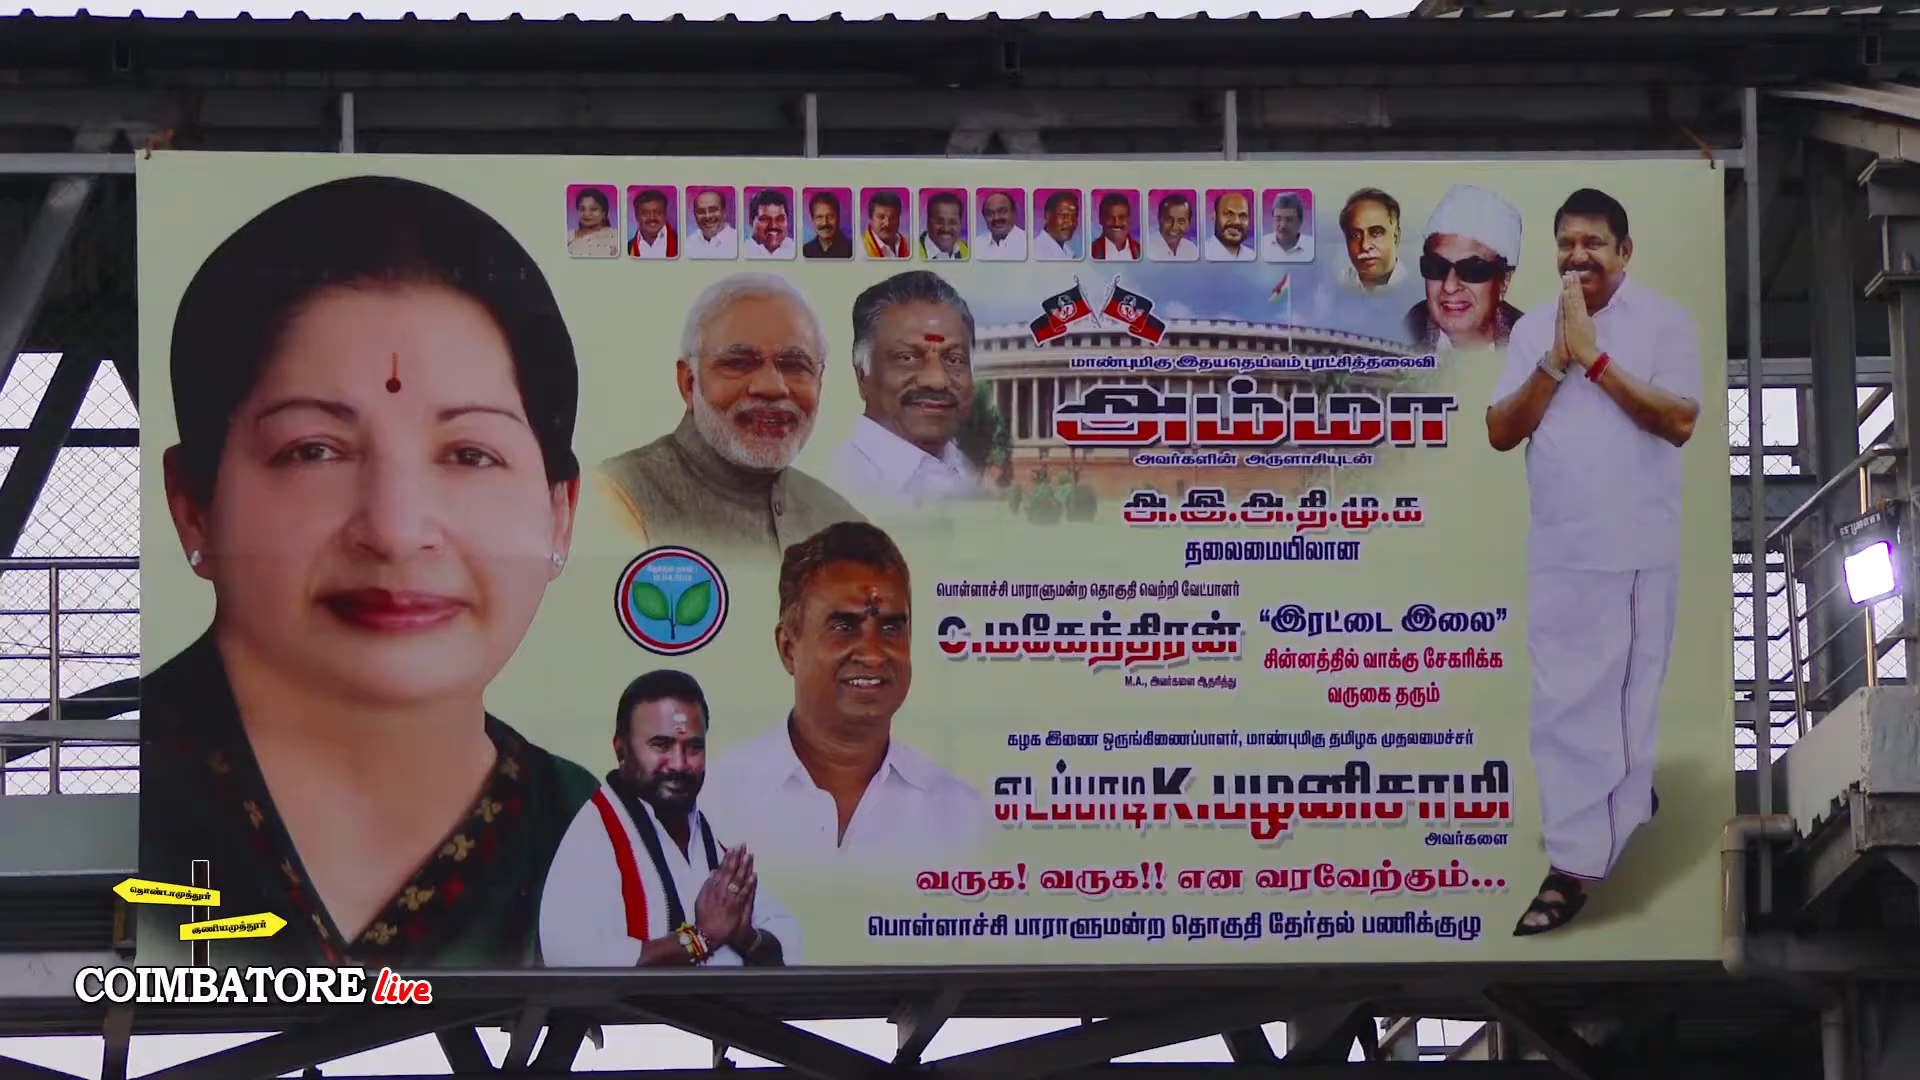 மாண்புமிகு இதயதெய்வம் புரட்சித்தலைவி
அம்மா
அவர்களின் அருளாசியுடன்
அ.இ.அ.தி.மு.க
தலைமையிலான
பொள்ளாச்சி பாராளுமன்ற தொகுதி வெற்றி வேட்பாளர்
C.மகேந்திரன்
M.A., அவர்களை ஆதரித்து
“இரட்டை இலை”
சின்னத்தில் வாக்கு சேகரிக்க
வருகை தரும்
கழக இணை ஒருங்கிணைப்பாளர், மாண்புமிகு தமிழக முதலமைச்சர்
எடப்பாடி K.பழனிசாமி
அவர்களை
வருக! வருக!! என வரவேற்கும்...
பொள்ளாச்சி பாராளுமன்ற தொகுதி தேர்தல் பணிக்குழு
தொண்டாமுத்தூர்
குனியமுத்தூர்
COIMBATORE live